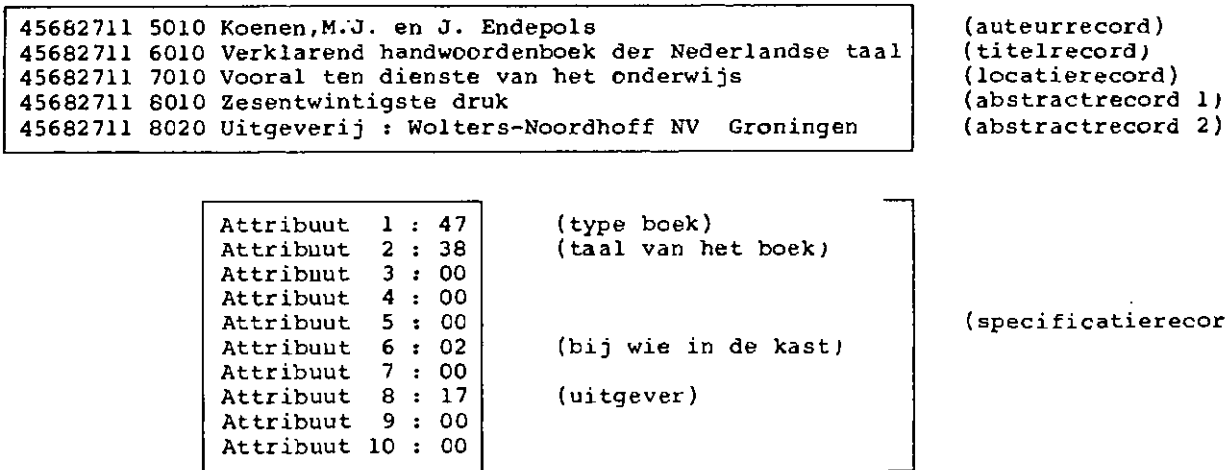 45682711 5010 Koenen,M.J. en J. Endepols (auteurrecord)
45682711 6010 Verklarend handwoordenboek der Nederlandse taal (titelrecord)
45682711 7010 Vooral ten dienste van het onderwijs (locatierecord)
45682711 8010 Zesentwintigste druk (abstractrecord 1)
45682711 8020 Uitgeverij : Wolters-Noordhoff NV Groningen (abstractrecord 2)
Attribuut 1 : 47 (type boek)
Attribuut 2 : 38 (taal van het boek)
Attribuut 3 : 00
Attribuut 4 : 00
Attribuut 5 : 00 (specificatierecor
Attribuut 6 : 02 (bij wie in de kast)
Attribuut 7 : 00
Attribuut 8 : 17 (uitgever)
Attribuut 9 : 00
Attribuut 10 : 00